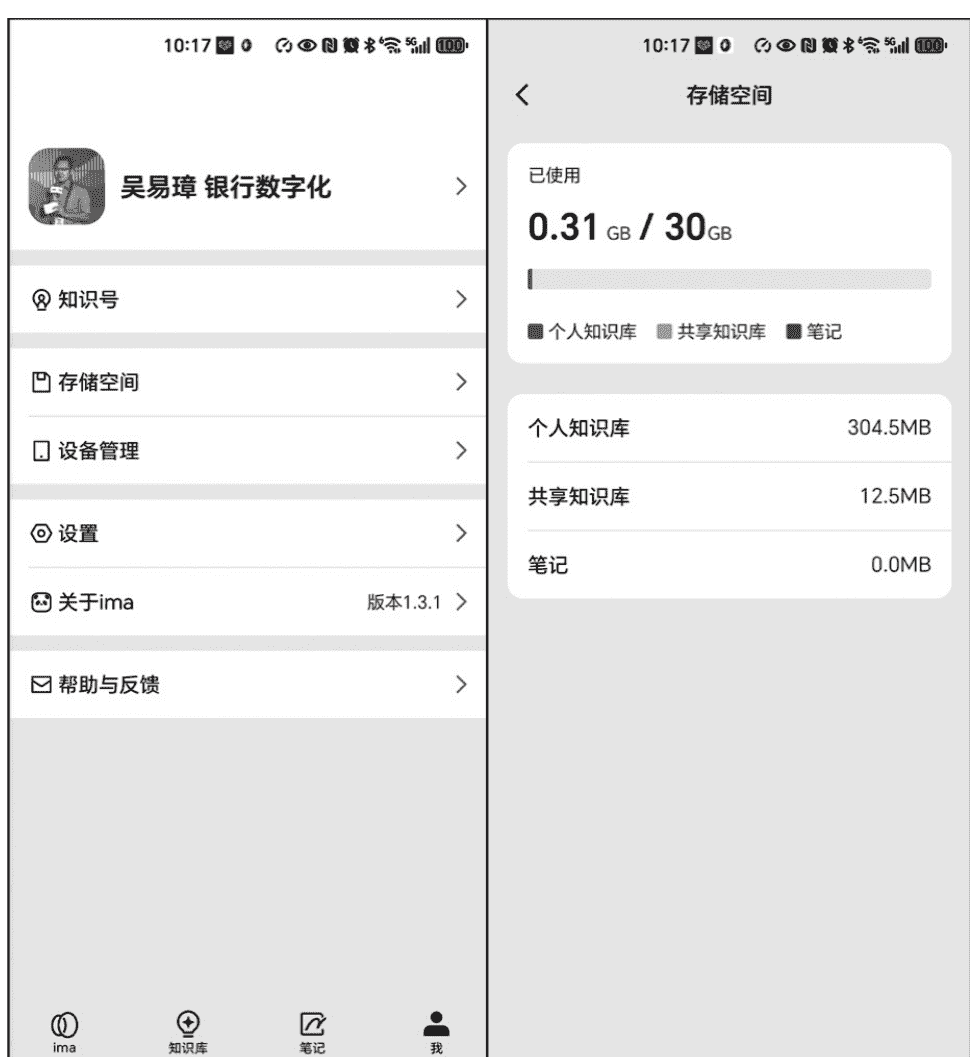 10:17
吴易璋 银行数字化
知识号
存储空间
设备管理
设置
关于ima 版本1.3.1
帮助与反馈
ima 知识库 笔记 我
10:17
存储空间
已使用
0.31 GB / 30GB
个人知识库 共享知识库 笔记
个人知识库 304.5MB
共享知识库 12.5MB
笔记 0.0MB